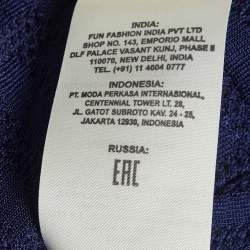 INDIA:
FUN FASHION INDIA PVT LTD
SHOP NO. 143, EMPORIO MALL
DLF PALACE VASANT KUNJ, PHASE II
110070, NEW DELHI, INDIA
TEL. (+91) 11 4604 0777
INDONESIA:
PT. MODA PERKASA INTERNATIONAL,
CENTENNIAL TOWER LT. 28,
JL. GATOT SUBROTO KAV. 24 - 25,
JAKARTA 12930, INDONESIA
RUSSIA:
EAC